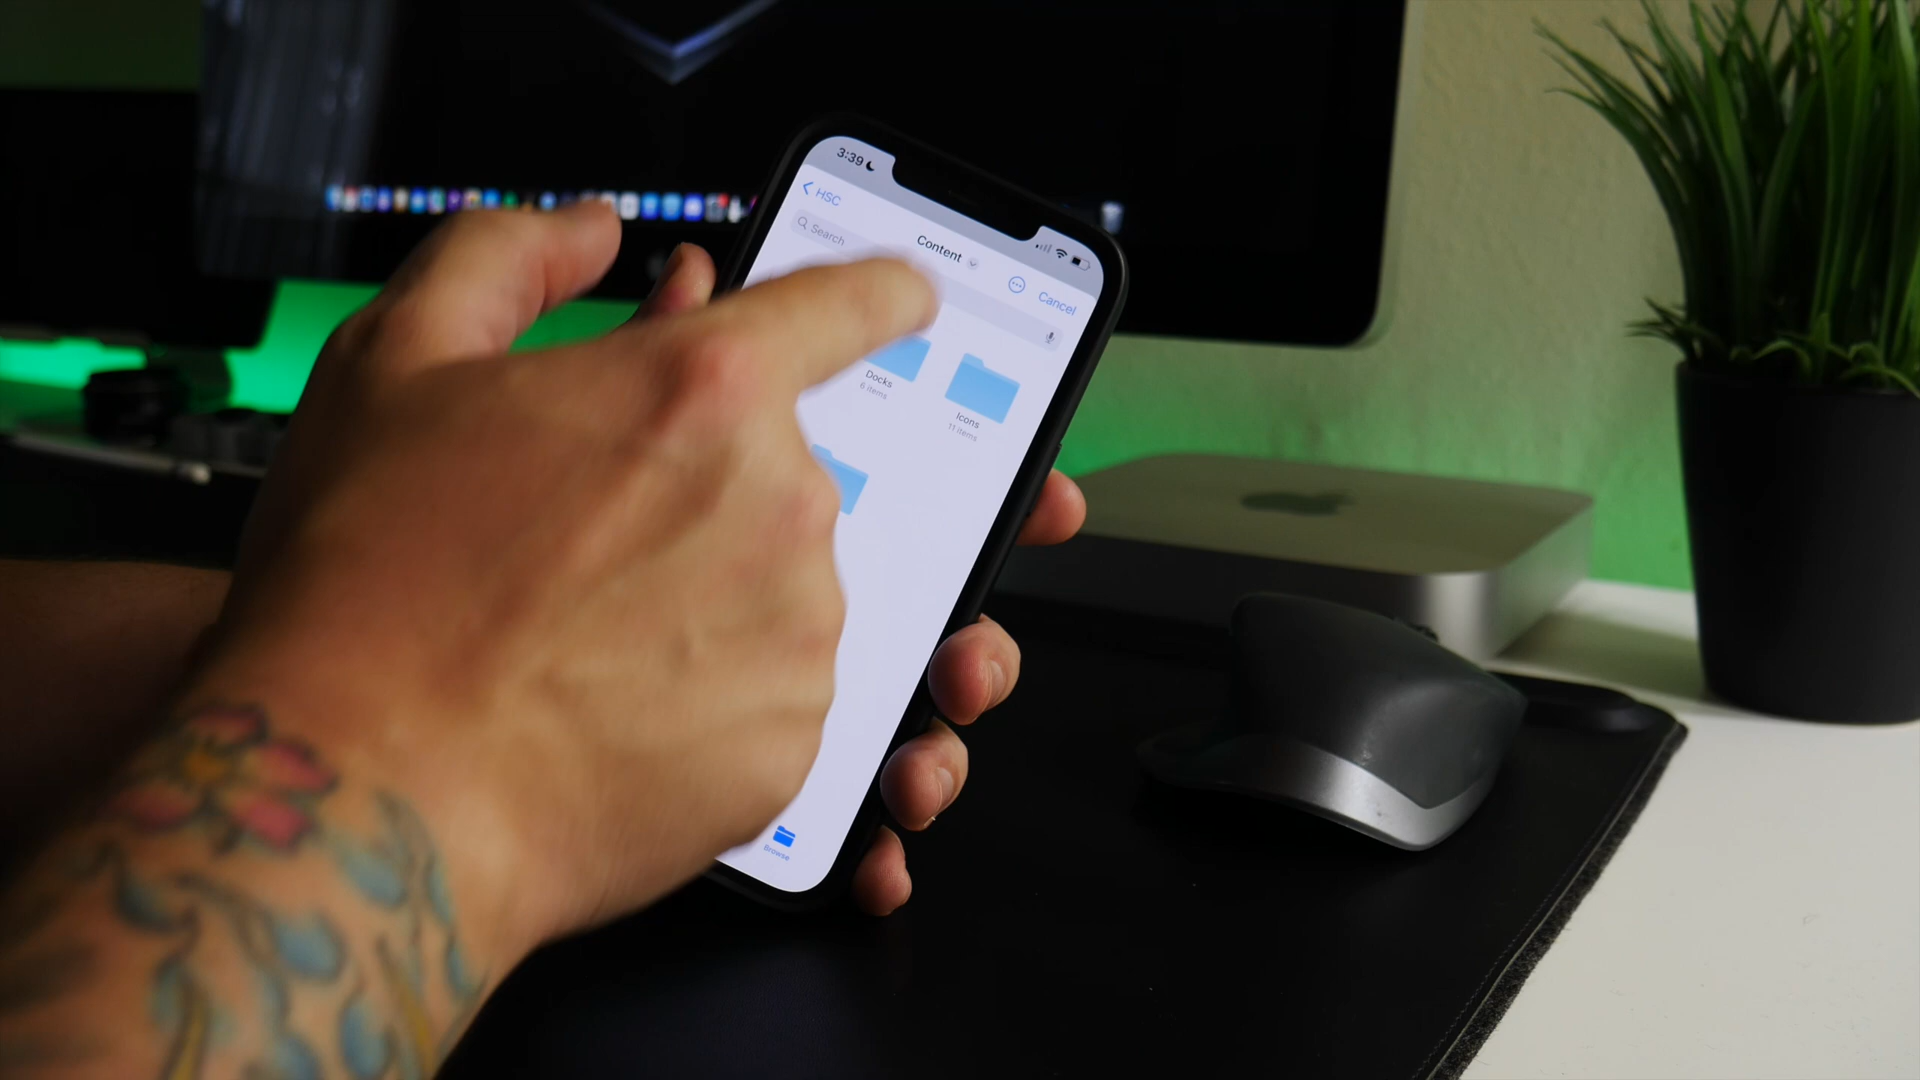 3:39
HSC
Search
Content
Cancel
Docks
6 items
Icons
11 items
Browse